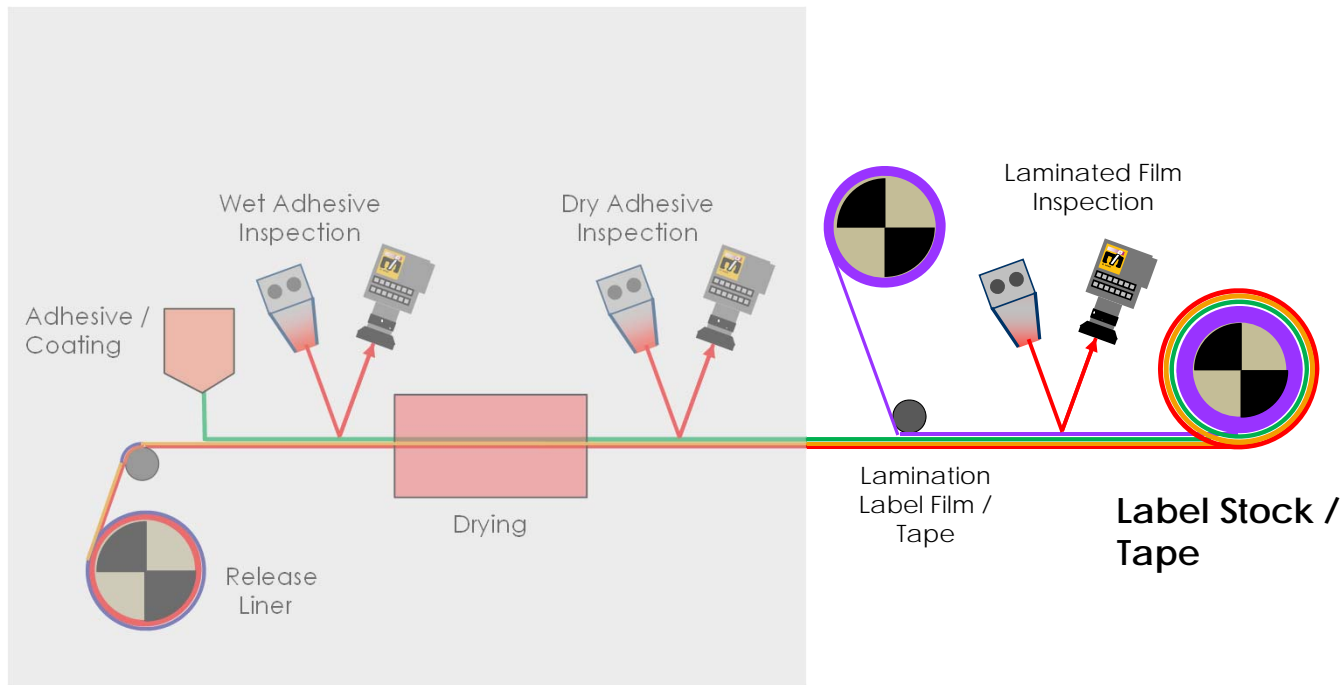 Wet Adhesive
Inspection
Dry Adhesive
Inspection
Laminated Film
Inspection
Adhesive /
Coating
Lamination
Label Film /
Tape
Label Stock /
Tape
Drying
Release
Liner